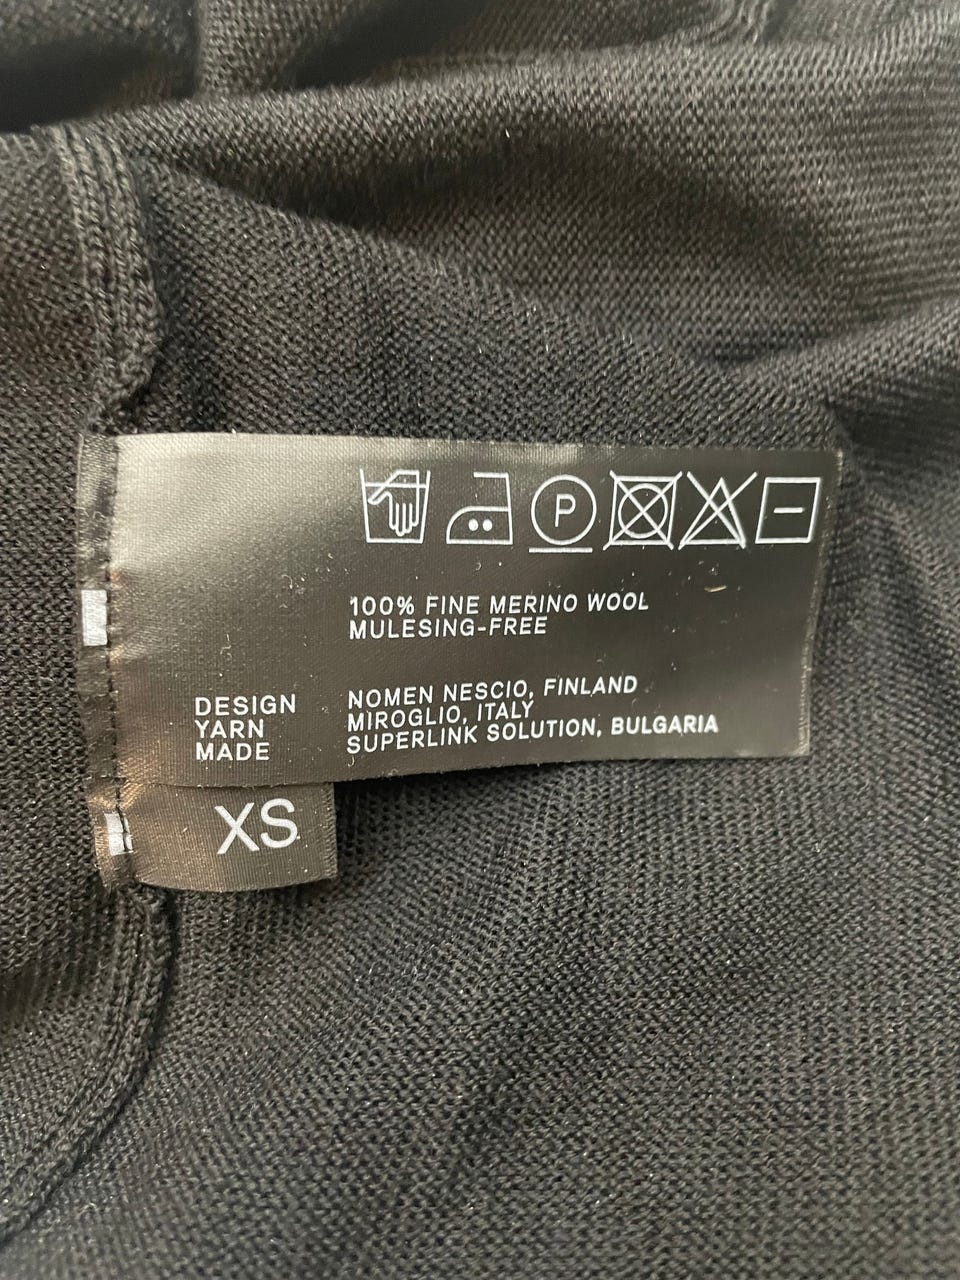 P
100% FINE MERINO WOOL
MULESING-FREE
DESIGN NOMEN NESCIO, FINLAND
YARN MIROGLIO, ITALY
MADE SUPERLINK SOLUTION, BULGARIA
XS